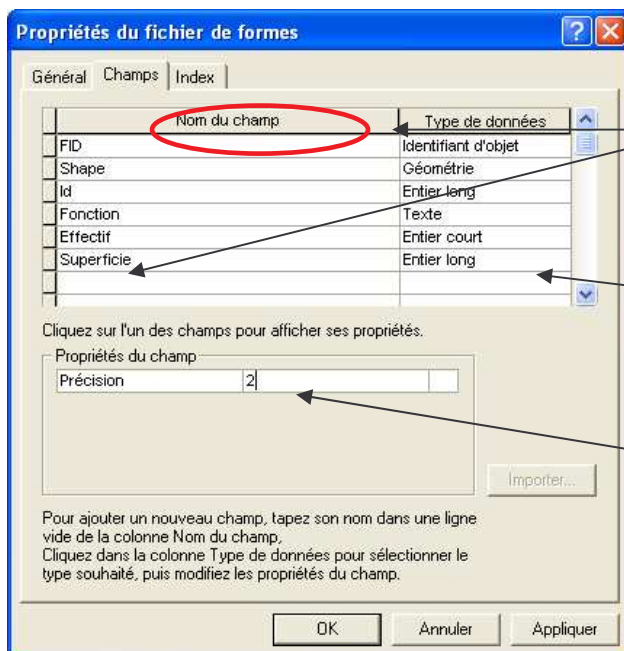 Propriétés du fichier de formes
Général Champs Index
Nom du champ Type de données
FID Identifiant d'objet
Shape Géométrie
Id Entier long
Fonction Texte
Effectif Entier court
Superficie Entier long
Cliquez sur l'un des champs pour afficher ses propriétés.
Propriétés du champ
Précision 2
Importer...
Pour ajouter un nouveau champ, tapez son nom dans une ligne
vide de la colonne Nom du champ,
Cliquez dans la colonne Type de données pour sélectionner le
type souhaité, puis modifiez les propriétés du champ.
OK Annuler Appliquer